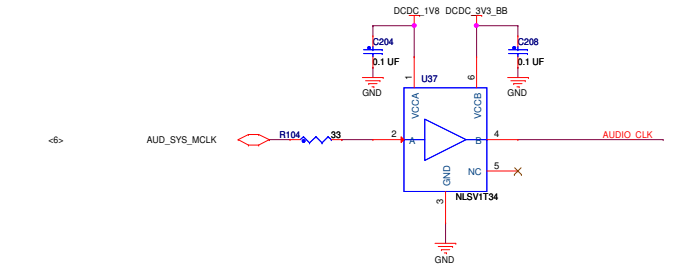 DCDC_1V8 DCDC_3V3_BB
C204
0.1 UF
C208
0.1 UF
GND
GND
1
U37
6
VCCA
VCCB
<6>
AUD_SYS_MCLK
R104
33
2
A
B
4
AUDIO_CLK
GND
NC
5
3
NLSV1T34
GND